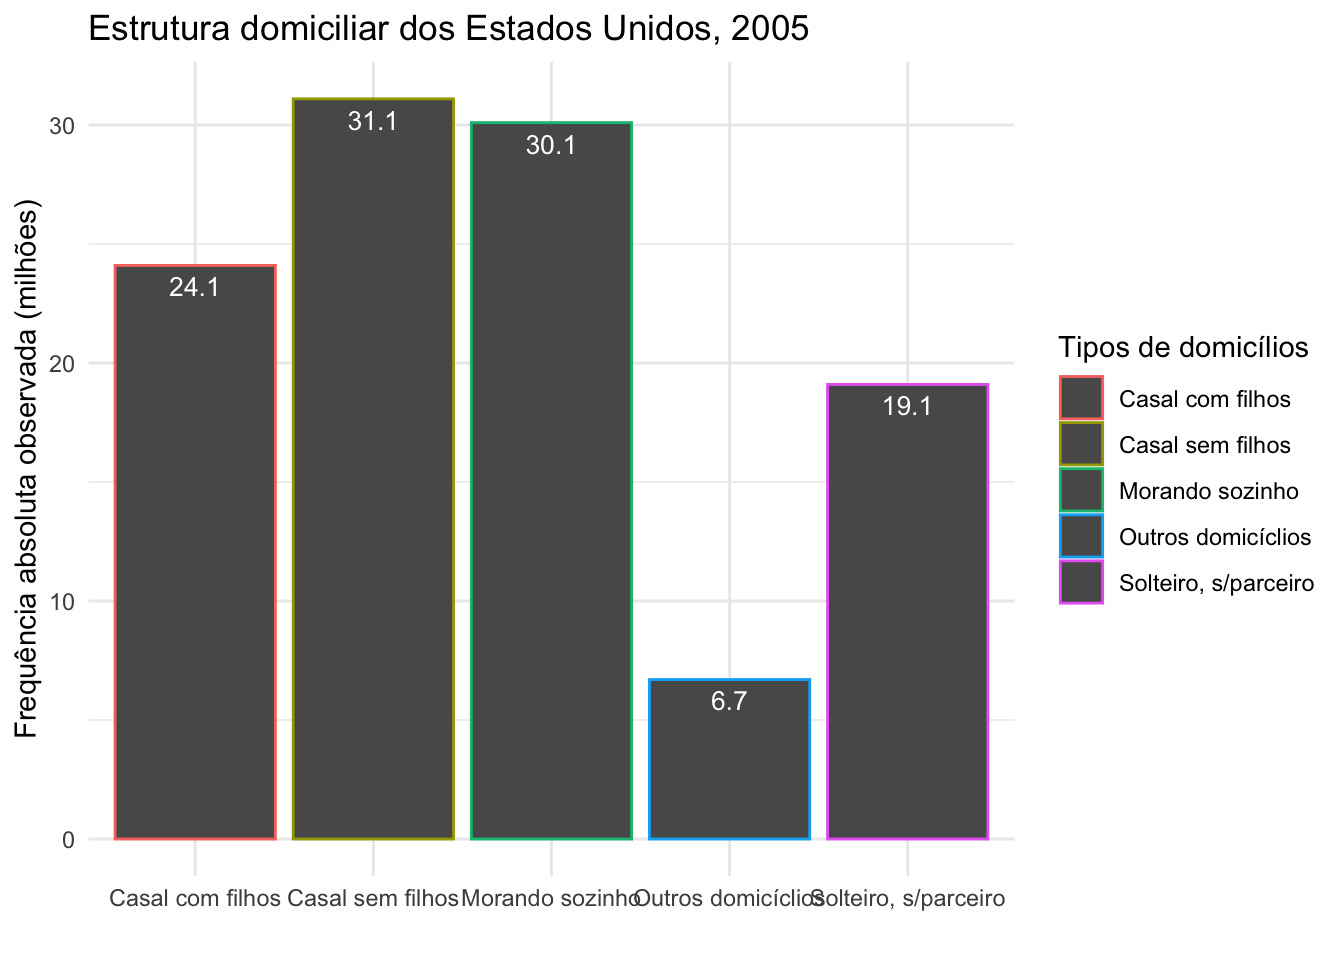 Estrutura domiciliar dos Estados Unidos, 2005
Frequência absoluta observada (milhões)
30
20
10
0
24.1
31.1
30.1
6.7
19.1
Casal com filhos
Casal sem filhos
Morando sozinho
Outros domicíclios
Solteiro, s/parceiro
Tipos de domicílios
Casal com filhos
Casal sem filhos
Morando sozinho
Outros domicíclios
Solteiro, s/parceiro